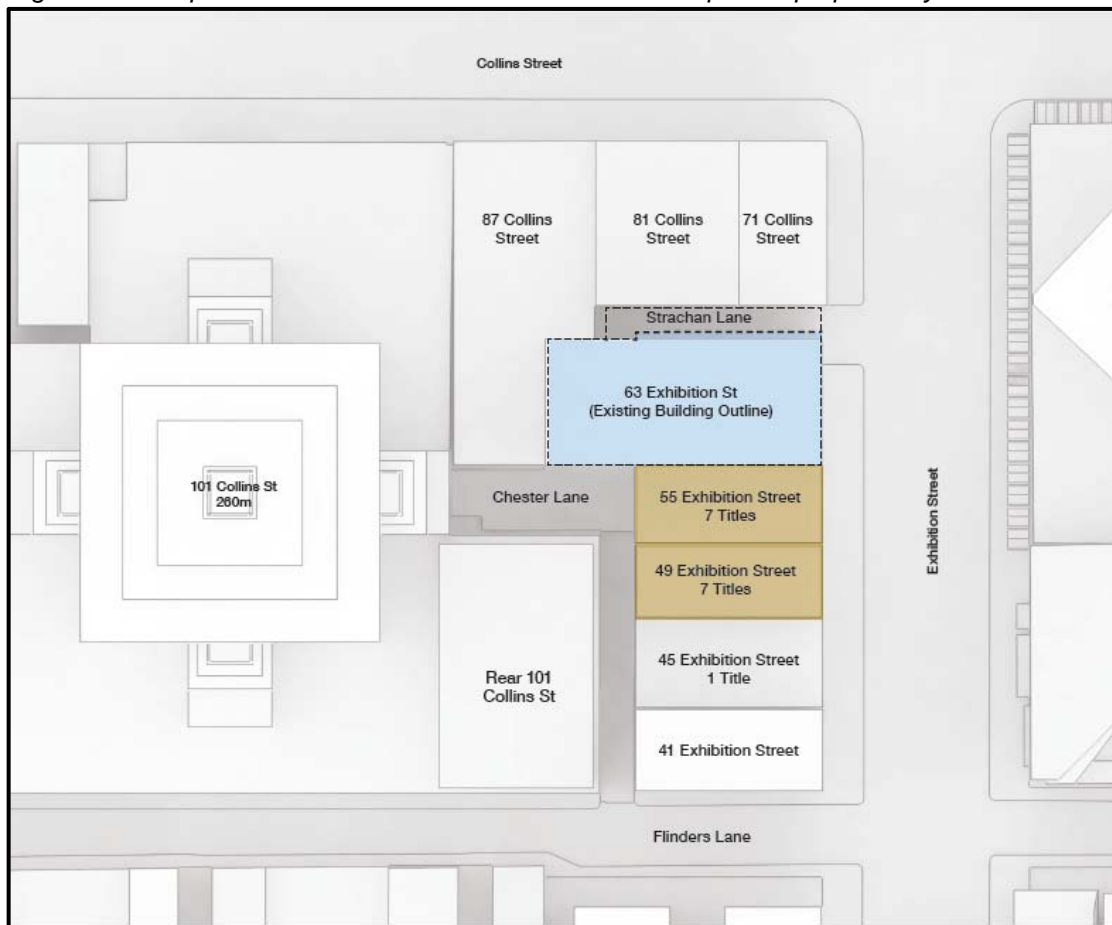 Collins Street
87 Collins
Street
81 Collins
Street
71 Collins
Street
Strachan Lane
63 Exhibition St
(Existing Building Outline)
101 Collins St
260m
Chester Lane
55 Exhibition Street
7 Titles
49 Exhibition Street
7 Titles
Exhibition Street
45 Exhibition Street
1 Title
Rear 101
Collins St
41 Exhibition Street
Flinders Lane